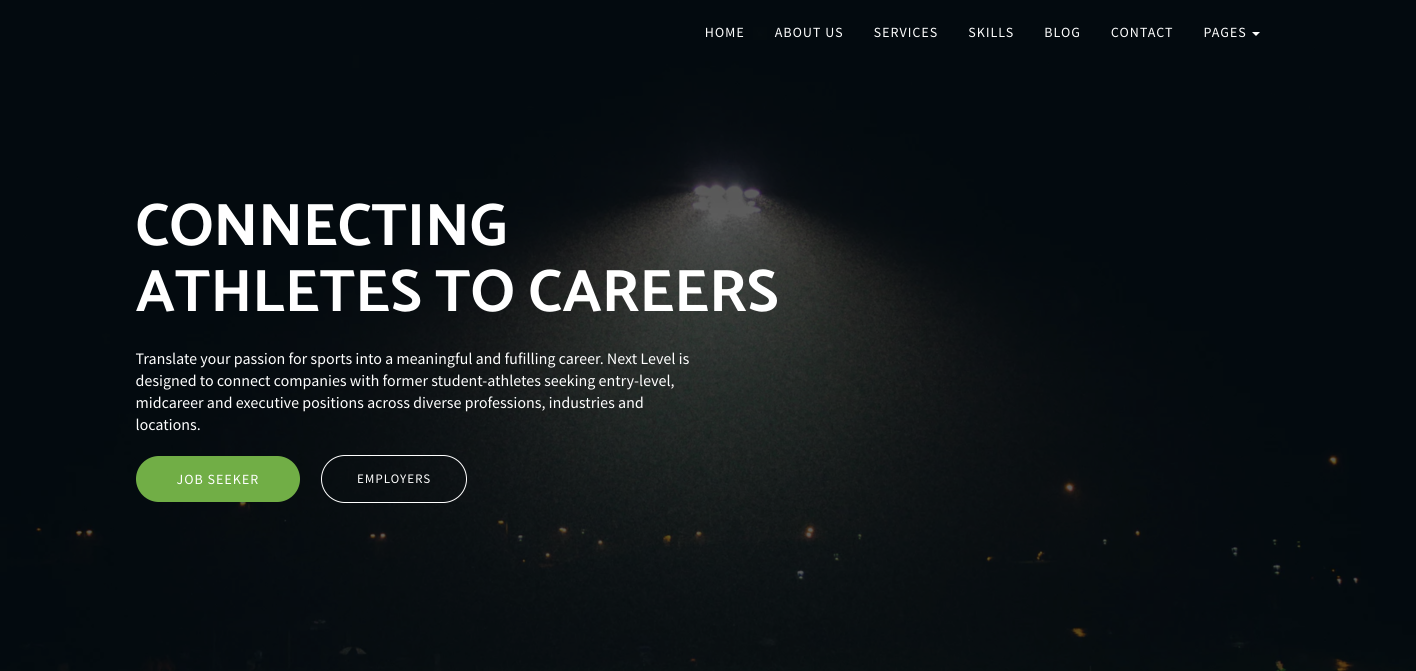 HOME ABOUT US SERVICES SKILLS BLOG CONTACT PAGES
CONNECTING
ATHLETES TO CAREERS
Translate your passion for sports into a meaningful and fufilling career. Next Level is
designed to connect companies with former student-athletes seeking entry-level,
midcareer and executive positions across diverse professions, industries and
locations.
JOB SEEKER EMPLOYERS